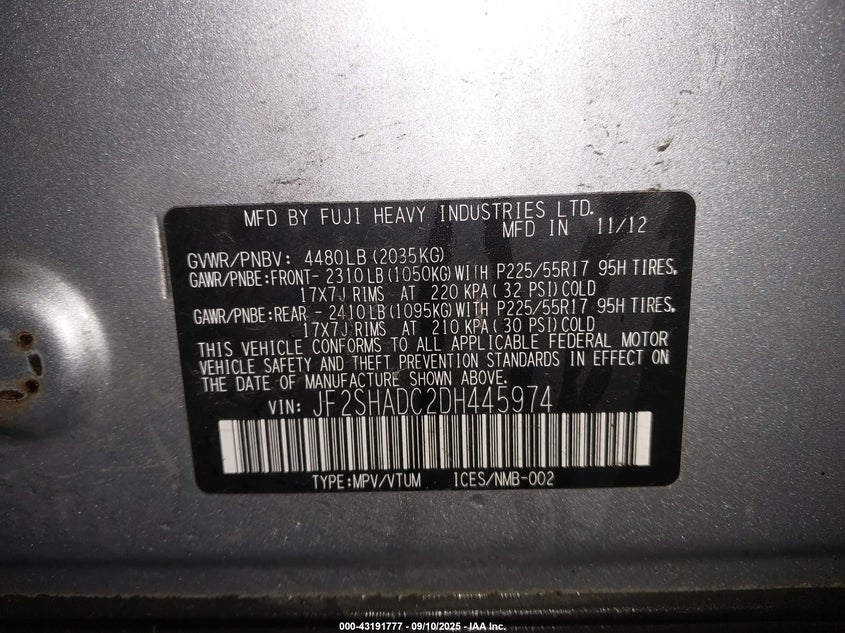 MFD BY FUJI HEAVY INDUSTRIES LTD.
MFD IN 11/12
GVWR/PNBV: 4480LB(2035KG)
GAWR/PNBE:FRONT- 2310LB(1050KG)WITH P225/55R17 95H TIRES,
17X7J RIMS AT 220 KPA(32 PSI)COLD
GAWR/PNBE:REAR - 2410LB(1095KG)WITH P225/55R17 95H TIRES,
17X7J RIMS AT 210 KPA(30 PSI)COLD
THIS VEHICLE CONFORMS TO ALL APPLICABLE FEDERAL MOTOR
VEHICLE SAFETY AND THEFT PREVENTION STANDARDS IN EFFECT ON
THE DATE OF MANUFACTURE SHOWN ABOVE.
VIN: JF2SHADC2DH445974
TYPE:MPV/VTUM ICES/NMB-002
000-43191777 - 09/10/2025 - IAA Inc.